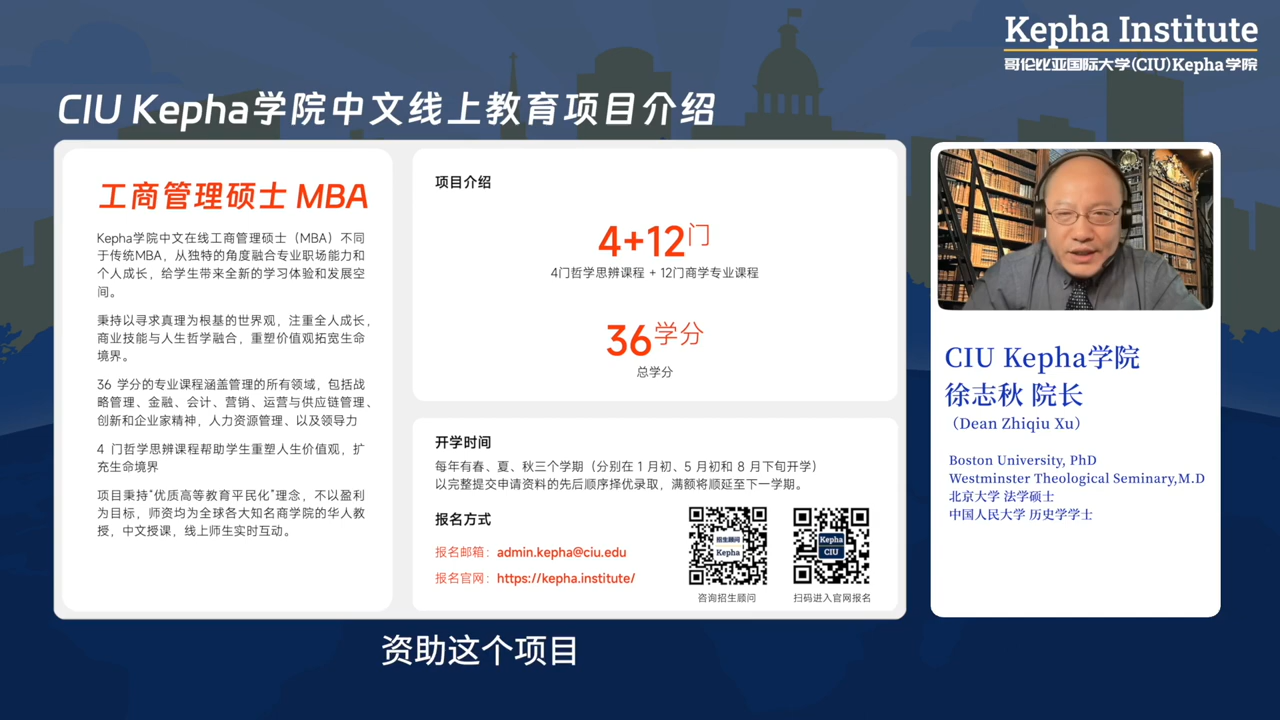 Kepha Institute
哥伦比亚国际大学(CIU)Kepha学院
CIU Kepha学院中文线上教育项目介绍
工商管理硕士 MBA
Kepha学院中文在线工商管理硕士（MBA）不同
于传统MBA，从独特的角度融合专业职场能力和
个人成长，给学生带来全新的学习体验和发展空
间。
秉持以寻求真理为根基的世界观，注重全人成长，
商业技能与人生哲学融合，重塑价值观拓宽生命
境界。
36 学分的专业课程涵盖管理的所有领域，包括战
略管理、金融、会计、营销、运营与供应链管理、
创新和企业家精神，人力资源管理、以及领导力
4 门哲学思辨课程帮助学生重塑人生价值观，扩
充生命境界
项目秉持“优质高等教育平民化”理念，不以盈利
为目标，师资均为全球各大知名商学院的华人教
授，中文授课，线上师生实时互动。
项目介绍
4+12门
4门哲学思辨课程 + 12门商学专业课程
36学分
总学分
开学时间
每年有春、夏、秋三个学期（分别在 1 月初、5 月初和 8 月下旬开学）
以完整提交申请资料的先后顺序择优录取，满额将顺延至下一学期。
报名方式
报名邮箱：admin.kepha@ciu.edu
报名官网：https://kepha.institute/
招生顾问
Kepha
咨询招生顾问
Kepha
CIU
扫码进入官网报名
CIU Kepha学院
徐志秋 院长
（Dean Zhiqiu Xu）
Boston University, PhD
Westminster Theological Seminary,M.D
北京大学 法学硕士
中国人民大学 历史学学士
资助这个项目